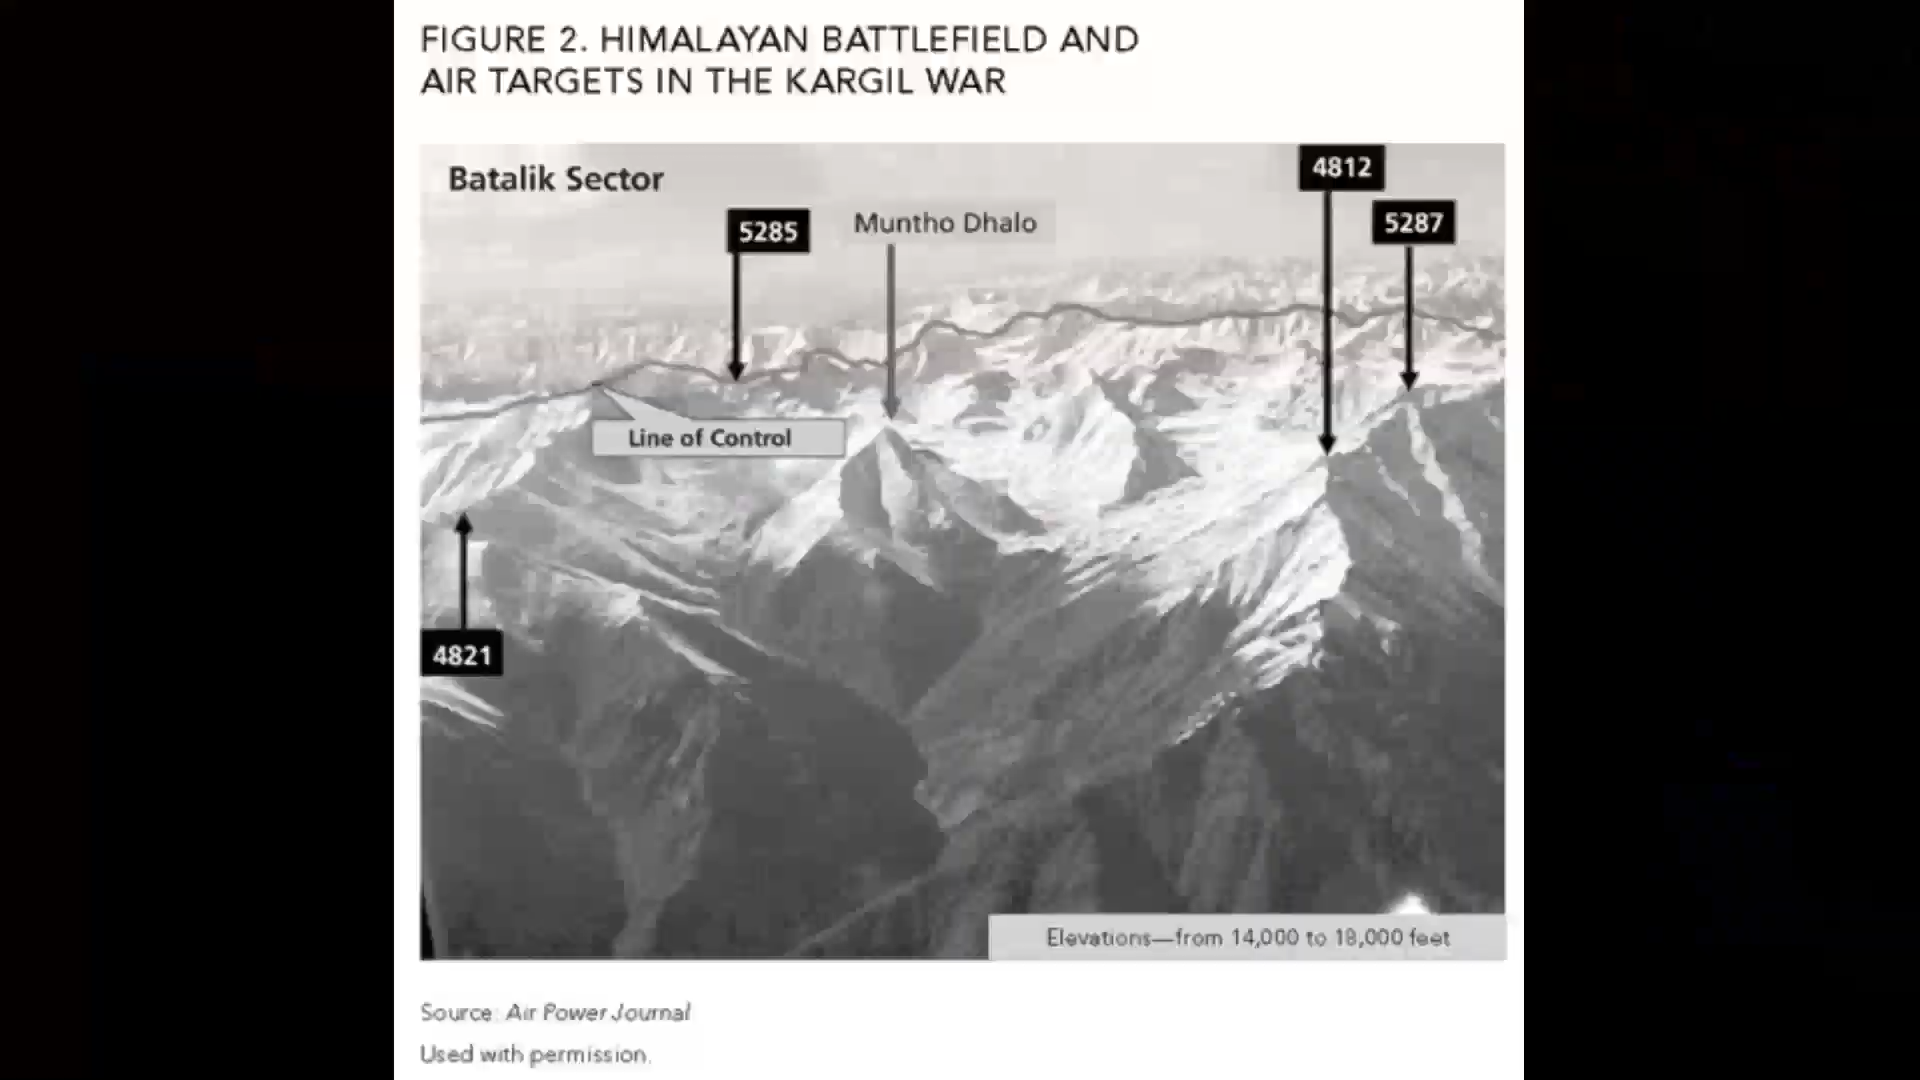 FIGURE 2. HIMALAYAN BATTLEFIELD AND
AIR TARGETS IN THE KARGIL WAR
Batalik Sector
4812
5287
5285
Muntho Dhalo
Line of Control
4821
Elevations—from 14,000 to 18,000 feet
Source: Air Power Journal
Used with permission.